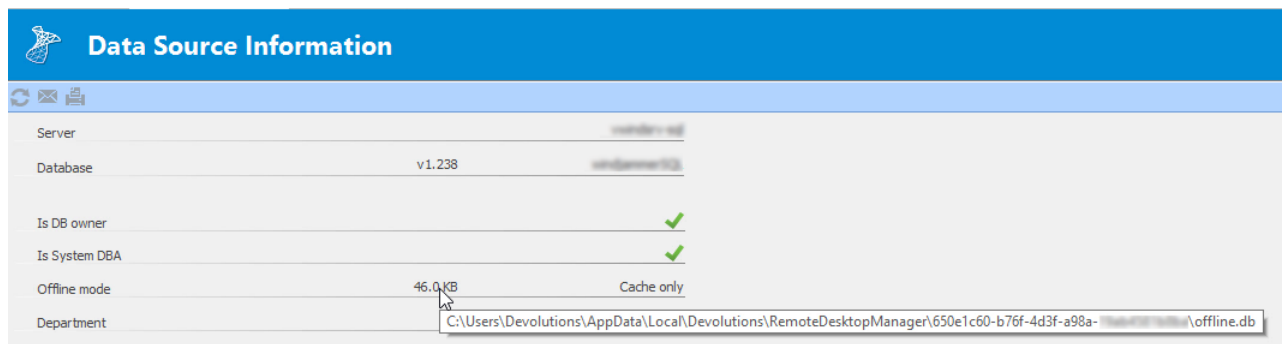 Data Source Information
Server
Database v1.238
Is DB owner
Is System DBA
Offline mode 46.0 KB Cache only
Department
C:\Users\Devolutions\AppData\Local\Devolutions\RemoteDesktopManager\650e1c60-b76f-4d3f-a98a- \offline.db